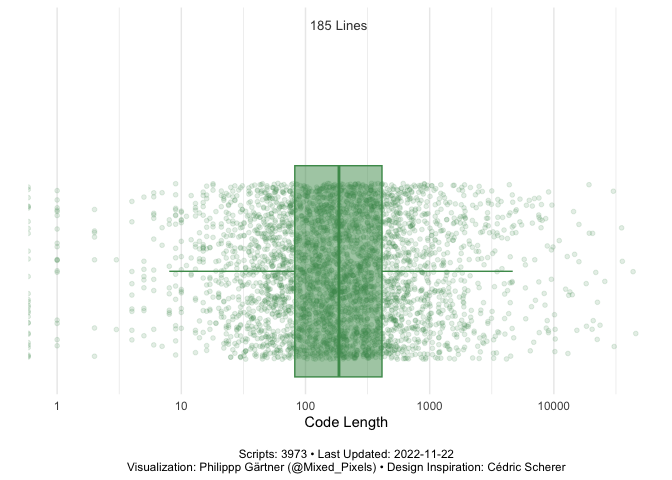 185 Lines
1 10 100 1000 10000
Code Length
Scripts: 3973 • Last Updated: 2022-11-22
Visualization: Philippp Gärtner (@Mixed_Pixels) • Design Inspiration: Cédric Scherer